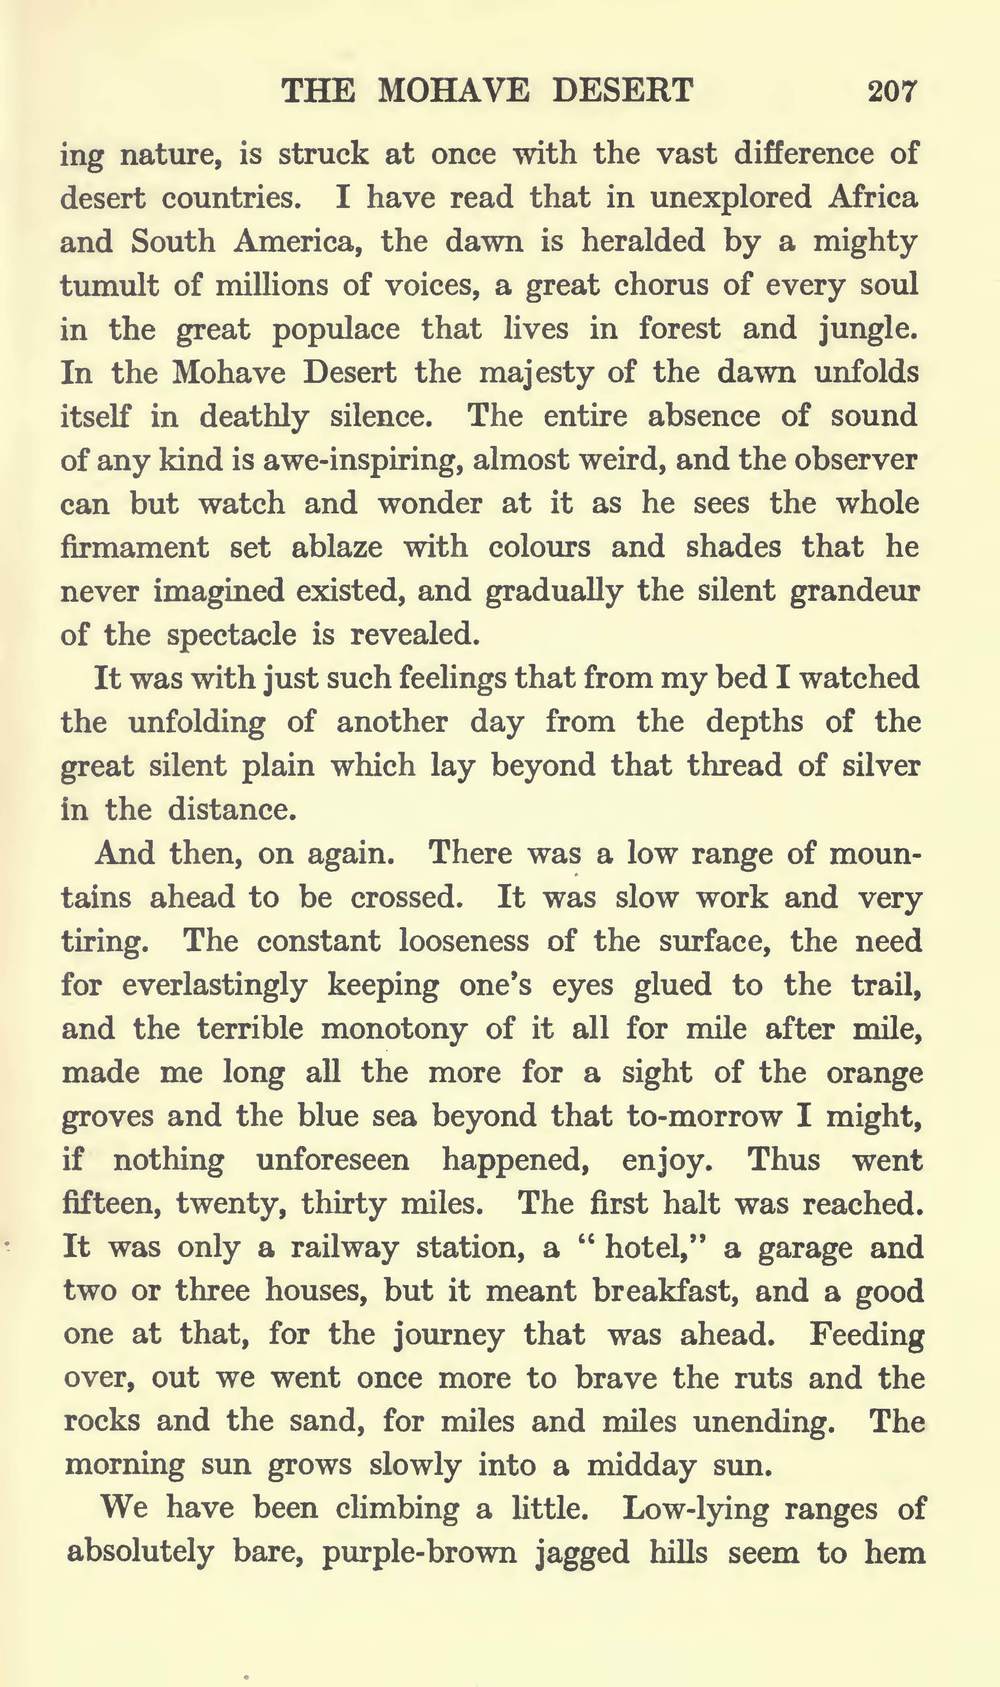 THE MOHAVE DESERT 207
ing nature, is struck at once with the vast difference of
desert countries. I have read that in unexplored Africa
and South America, the dawn is heralded by a mighty
tumult of millions of voices, a great chorus of every soul
in the great populace that lives in forest and jungle.
In the Mohave Desert the majesty of the dawn unfolds
itself in deathly silence. The entire absence of sound
of any kind is awe-inspiring, almost weird, and the observer
can but watch and wonder at it as he sees the whole
firmament set ablaze with colours and shades that he
never imagined existed, and gradually the silent grandeur
of the spectacle is revealed.
It was with just such feelings that from my bed I watched
the unfolding of another day from the depths of the
great silent plain which lay beyond that thread of silver
in the distance.
And then, on again. There was a low range of moun-
tains ahead to be crossed. It was slow work and very
tiring. The constant looseness of the surface, the need
for everlastingly keeping one's eyes glued to the trail,
and the terrible monotony of it all for mile after mile,
made me long all the more for a sight of the orange
groves and the blue sea beyond that to-morrow I might,
if nothing unforeseen happened, enjoy. Thus went
fifteen, twenty, thirty miles. The first halt was reached.
It was only a railway station, a “ hotel,” a garage and
two or three houses, but it meant breakfast, and a good
one at that, for the journey that was ahead. Feeding
over, out we went once more to brave the ruts and the
rocks and the sand, for miles and miles unending. The
morning sun grows slowly into a midday sun.
We have been climbing a little. Low-lying ranges of
absolutely bare, purple-brown jagged hills seem to hem